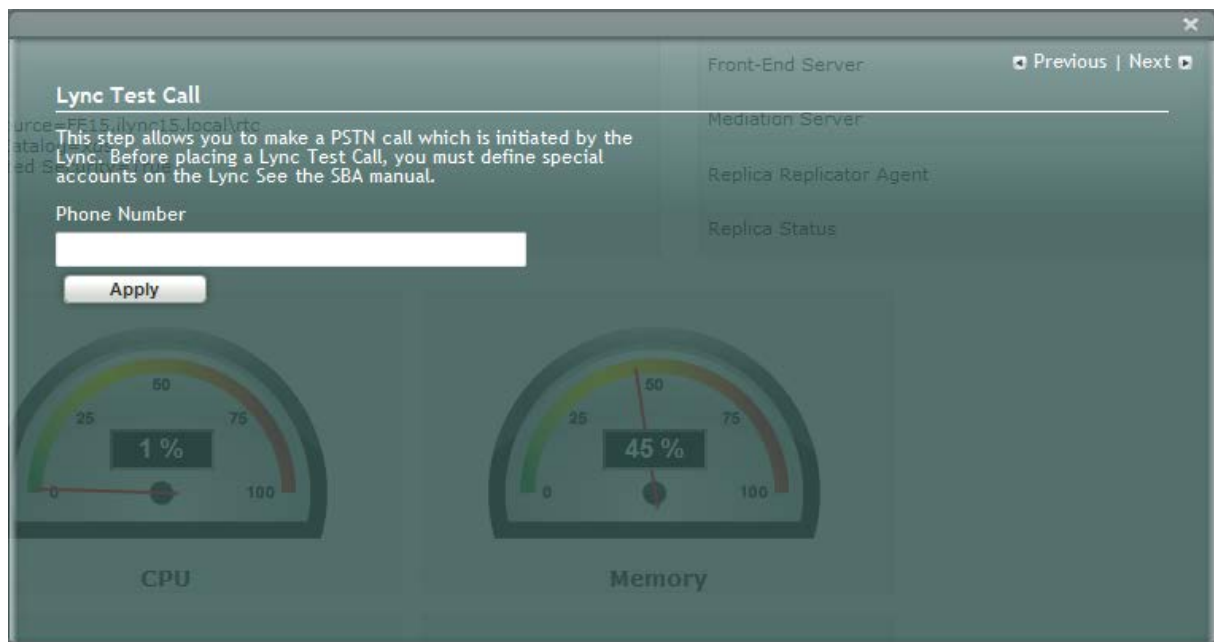 Previous | Next
Lync Test Call
This step allows you to make a PSTN call which is initiated by the
Lync. Before placing a Lync Test Call, you must define special
accounts on the Lync See the SBA manual.
Phone Number
Apply
Front-End Server
Mediation Server
Replica Replicator Agent
Replica Status
0
25
50
75
100
1 %
CPU
0
25
50
75
100
45 %
Memory